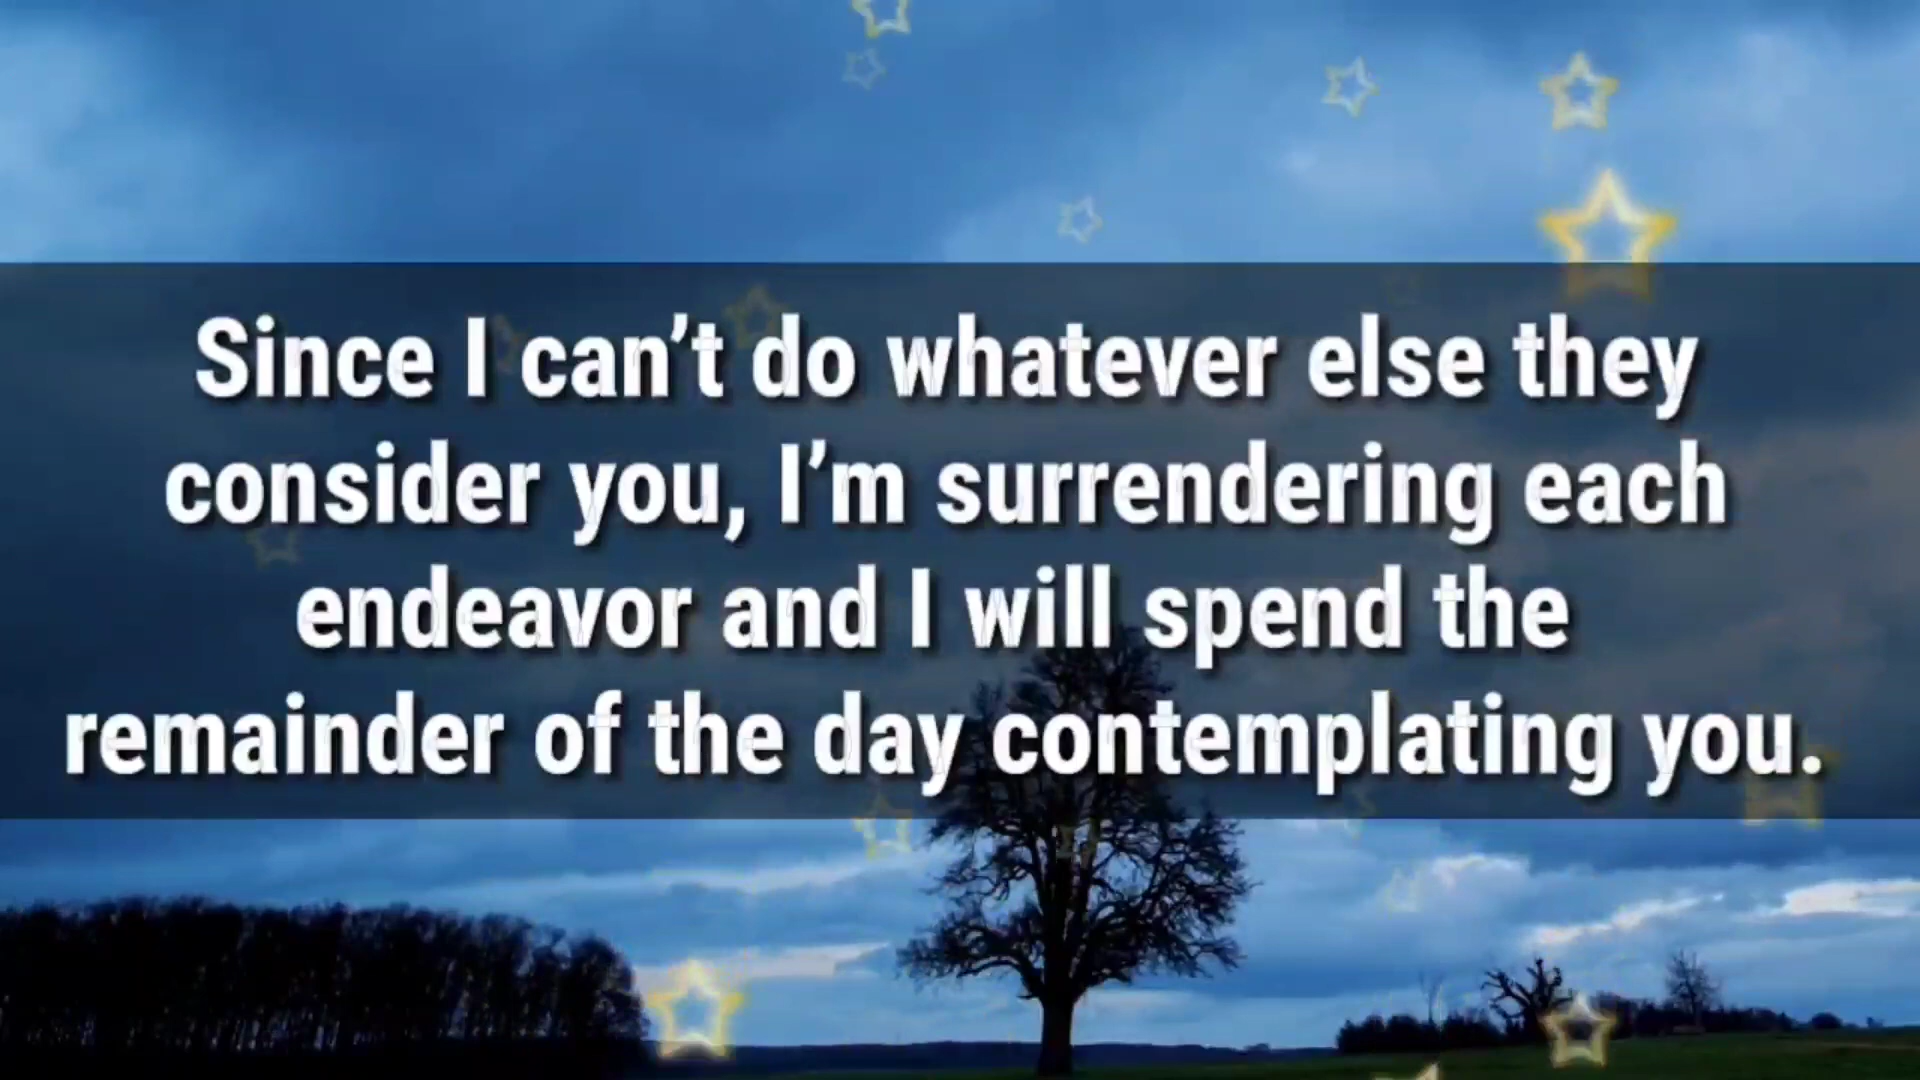 Since I can’t do whatever else they
consider you, I’m surrendering each
endeavor and I will spend the
remainder of the day contemplating you.